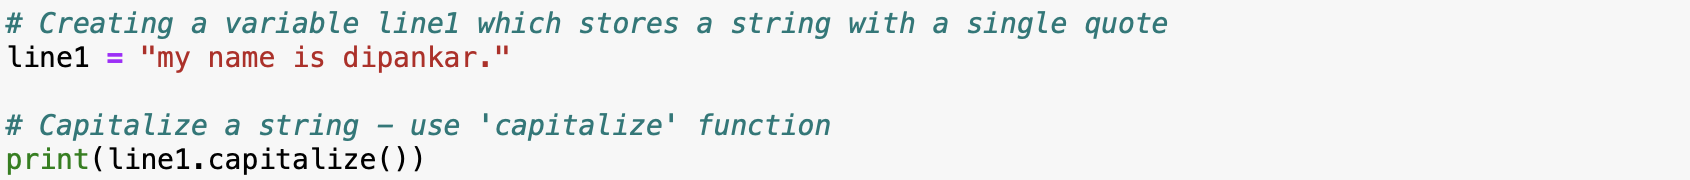 # Creating a variable line1 which stores a string with a single quote
line1 = "my name is dipankar."
# Capitalize a string – use 'capitalize' function
print(line1.capitalize())